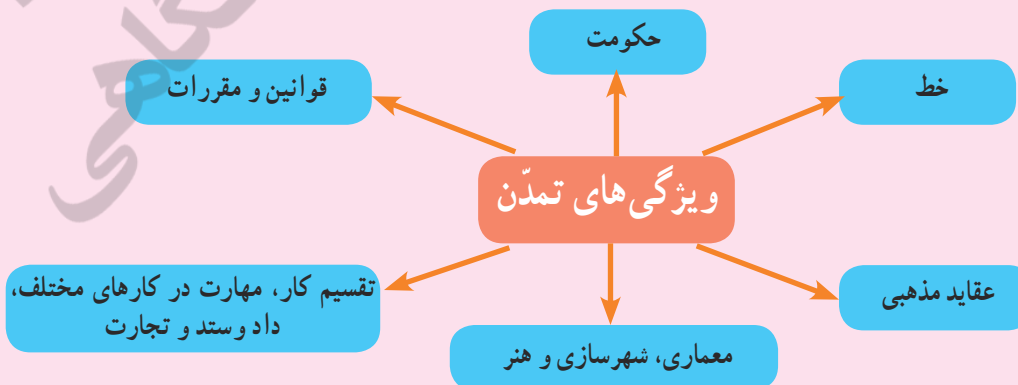 حکومت
خط
قوانین و مقررات
ویژگی‌های تمدّن
عقاید مذهبی
تقسیم کار، مهارت در کارهای مختلف،
داد وستد و تجارت
معماری، شهرسازی و هنر